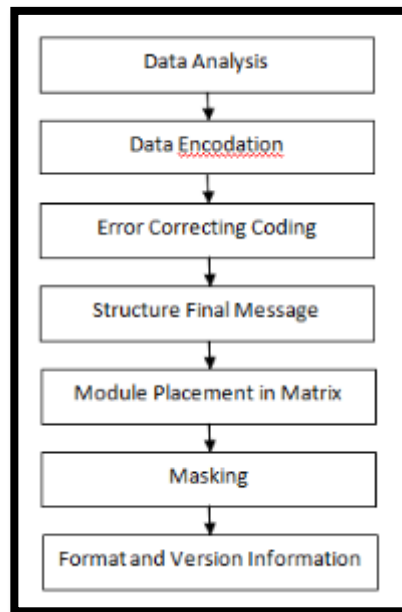 Data Analysis
Data Encodation
Error Correcting Coding
Structure Final Message
Module Placement in Matrix
Masking
Format and Version Information